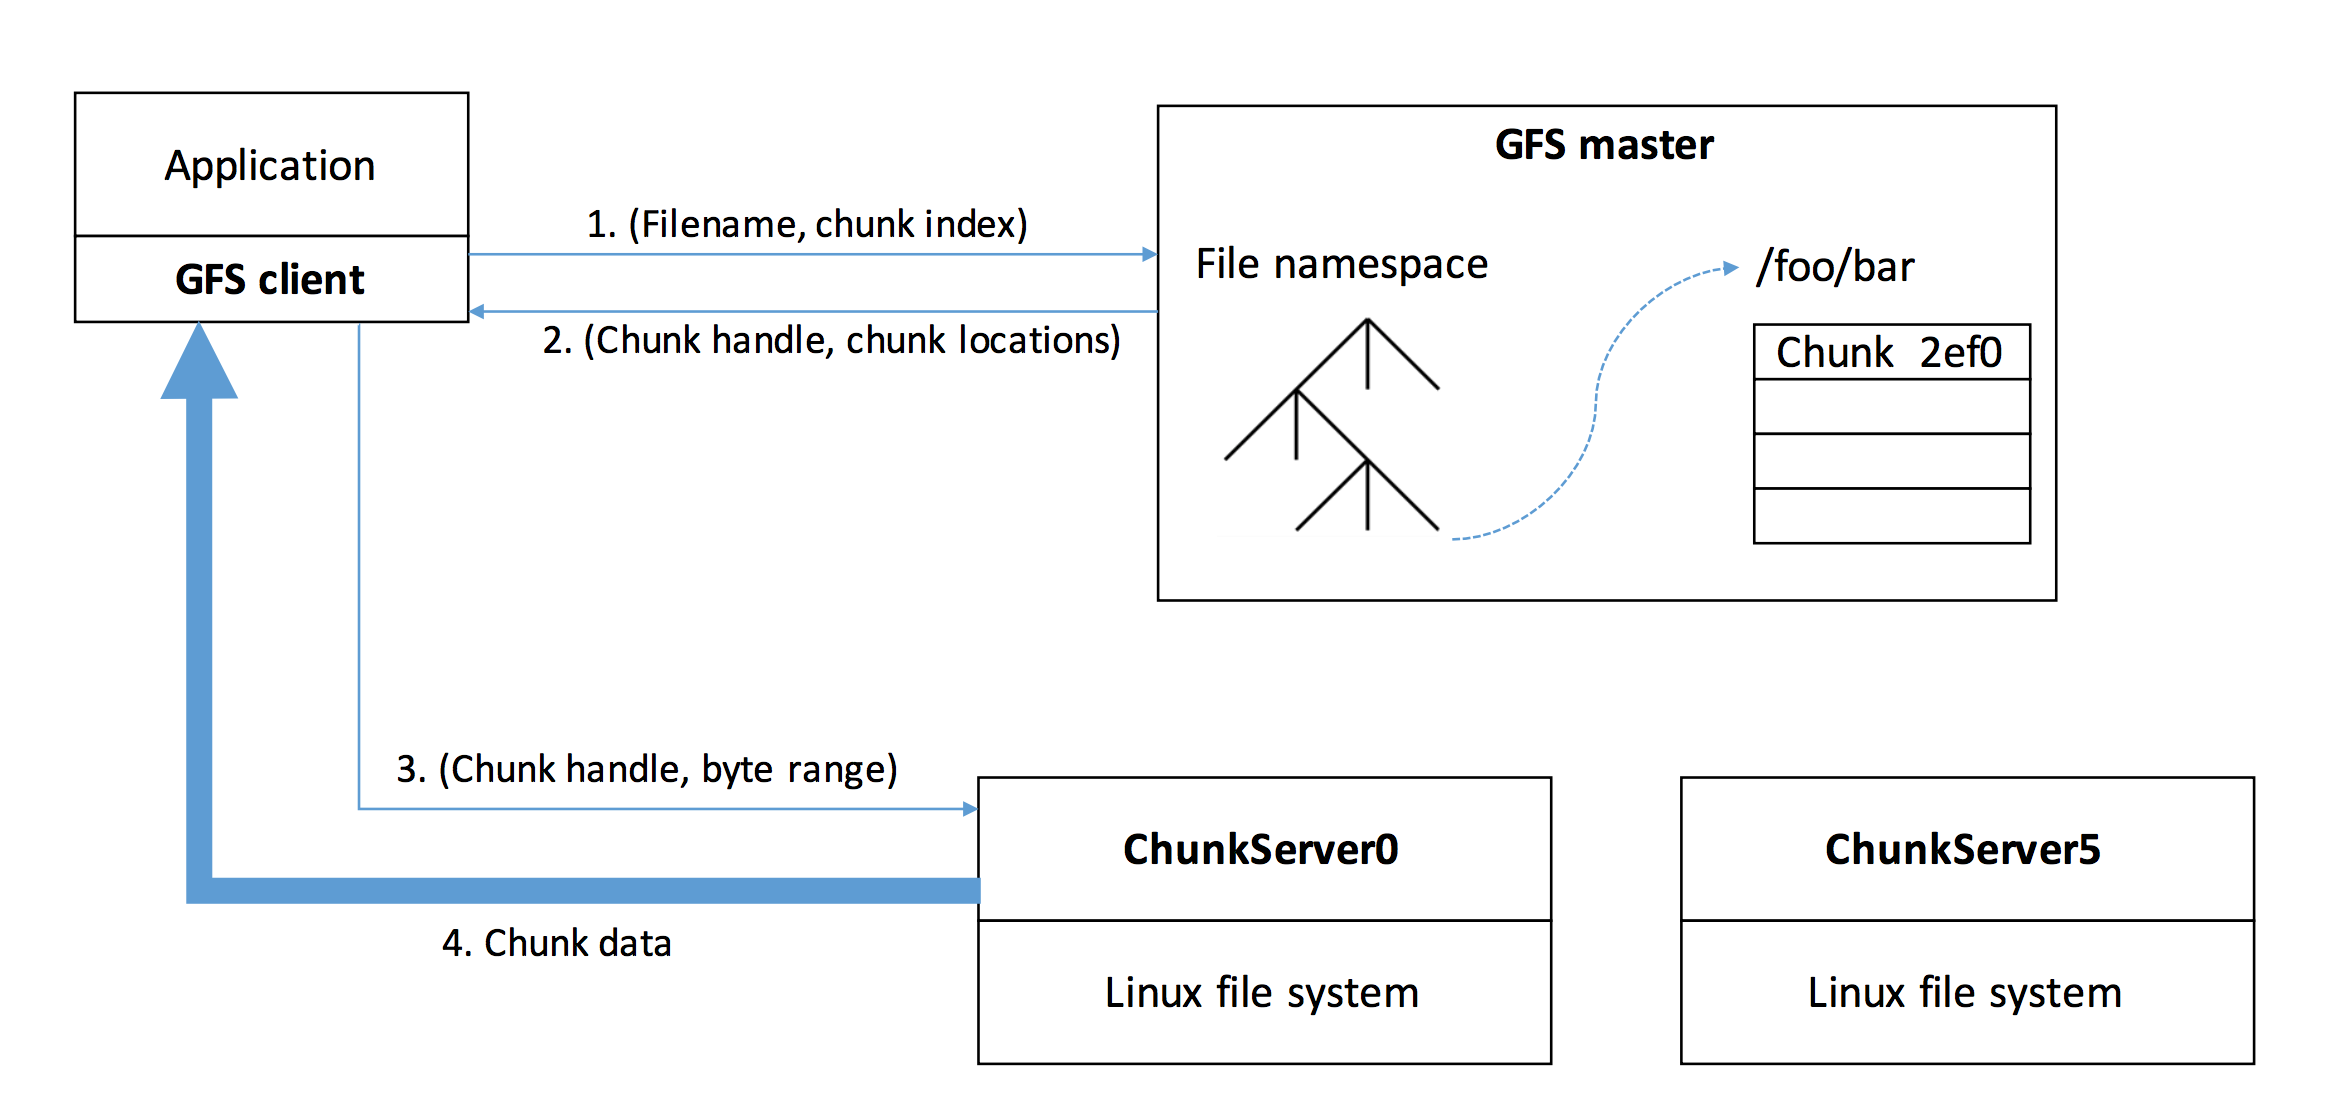 Application
GFS client
1. (Filename, chunk index)
2. (Chunk handle, chunk locations)
GFS master
File namespace
/foo/bar
Chunk 2ef0
3. (Chunk handle, byte range)
4. Chunk data
ChunkServer0
Linux file system
ChunkServer5
Linux file system